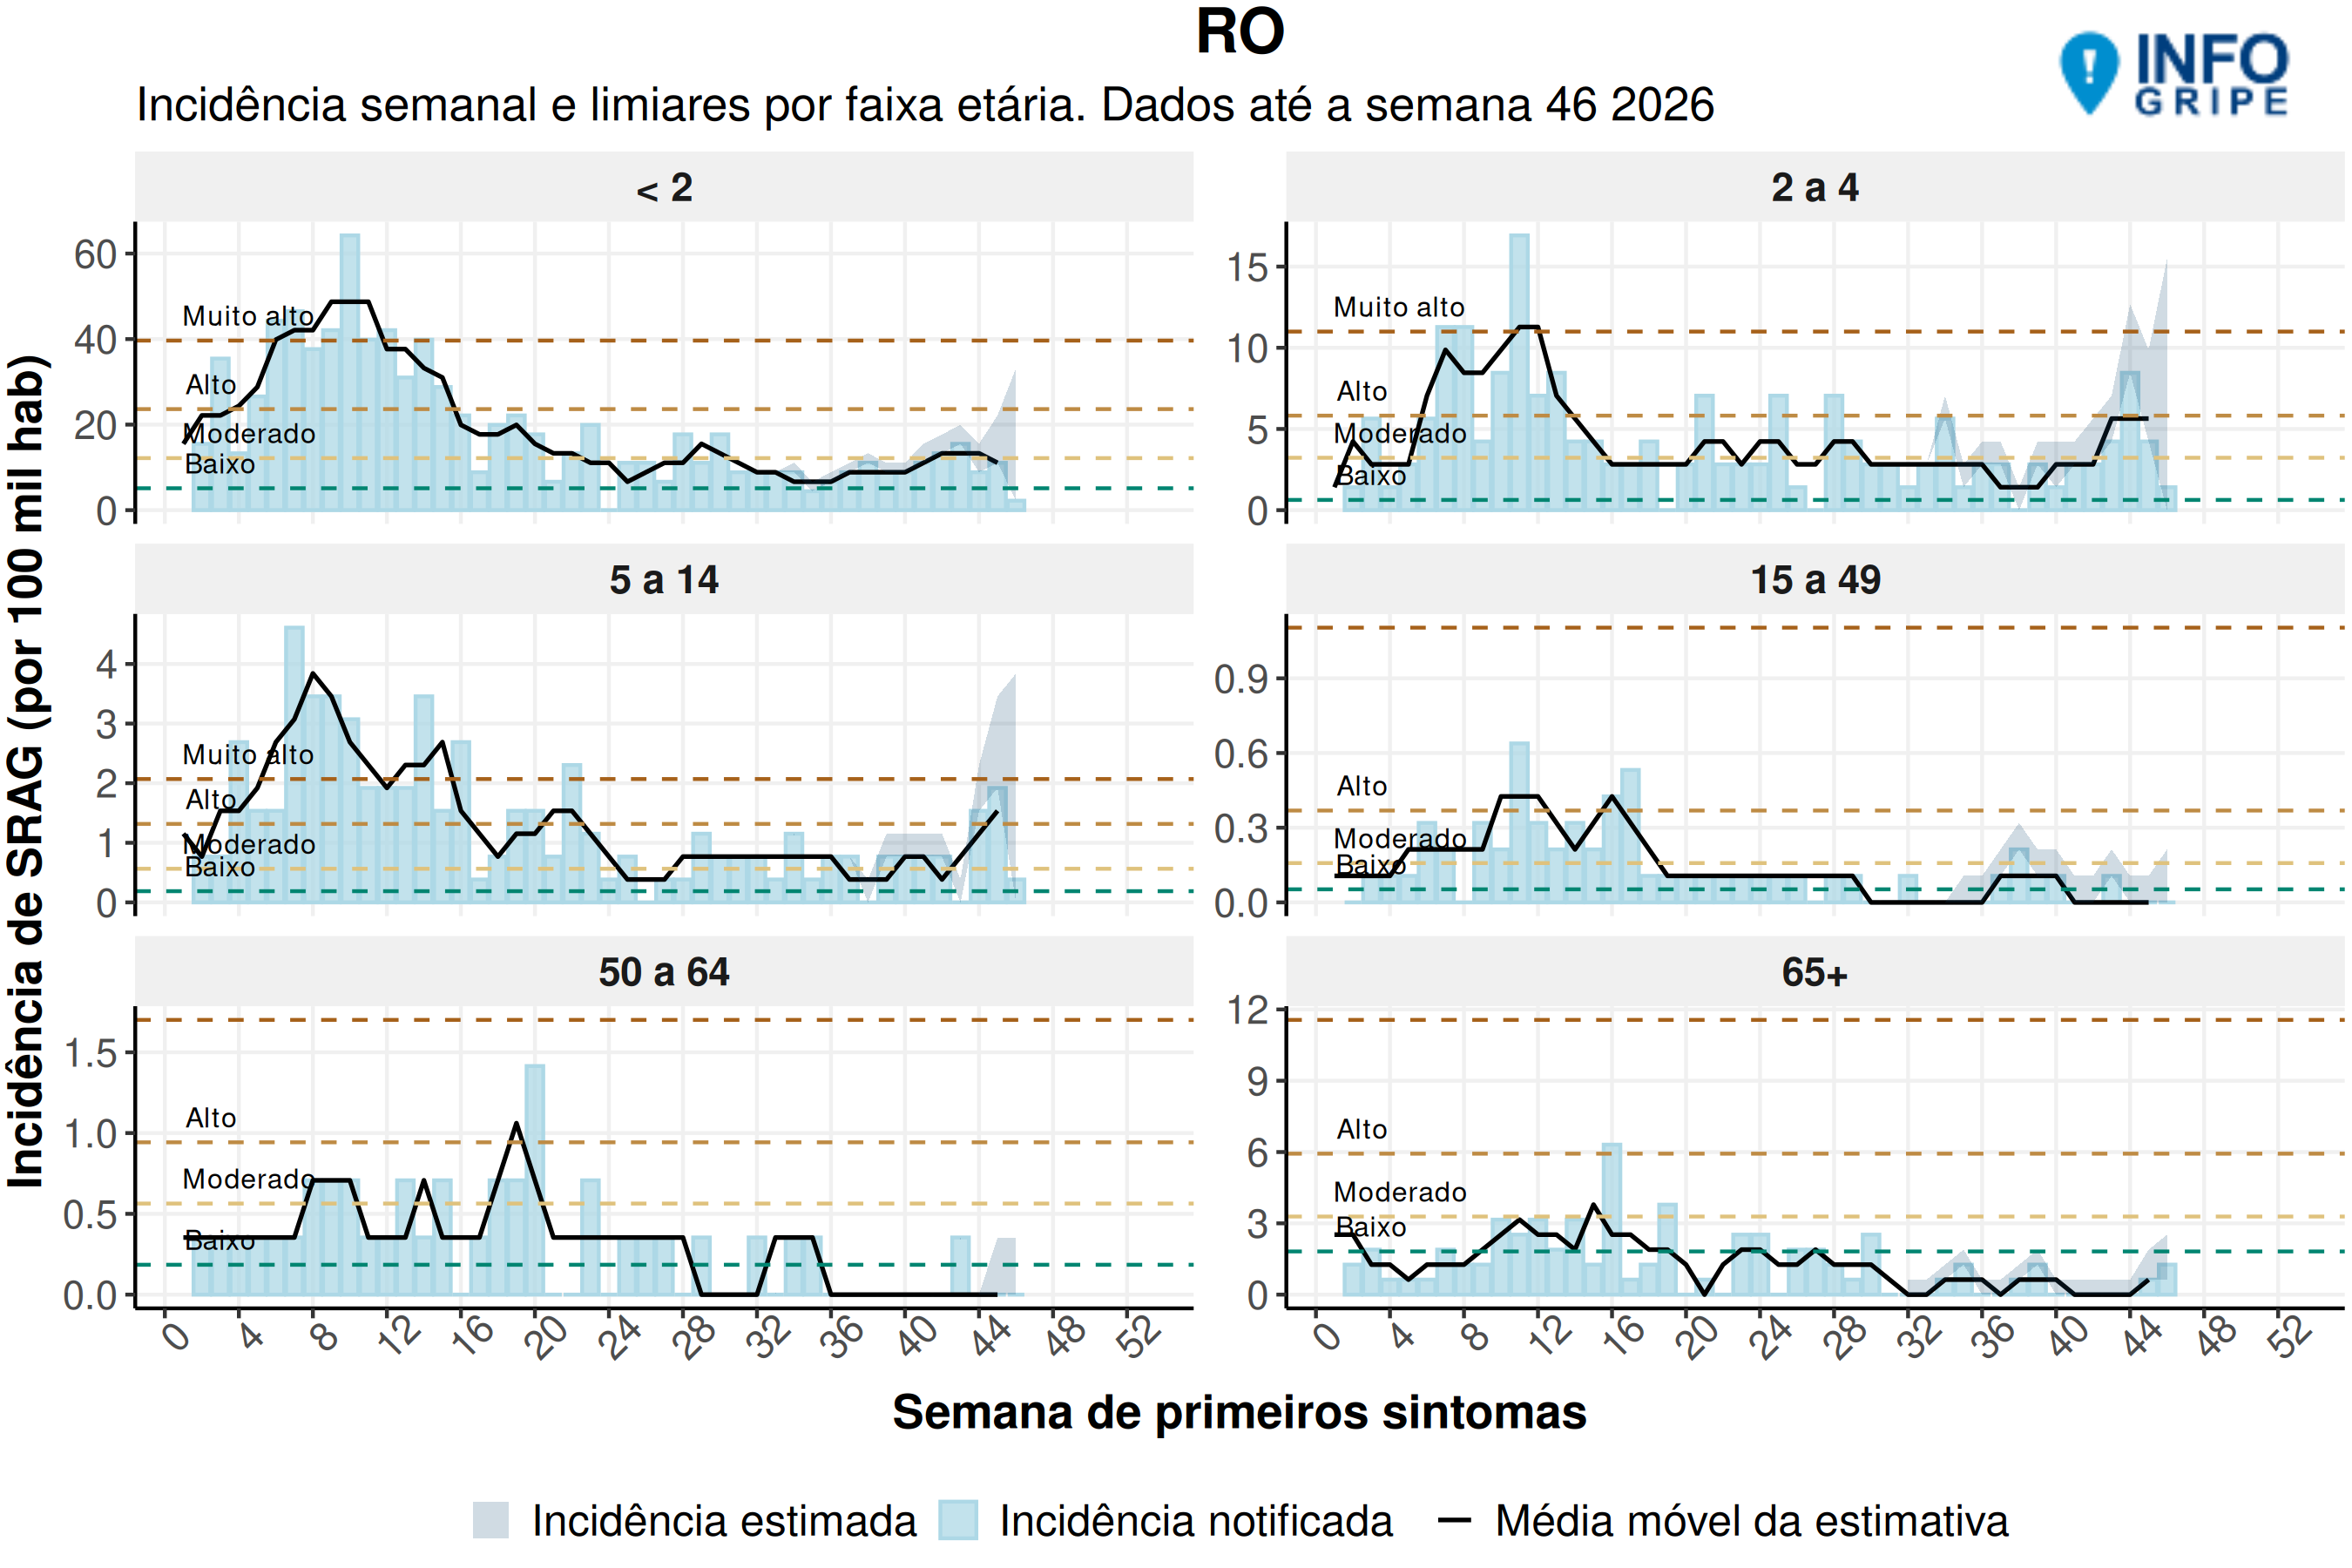 RO
INFO
GRIPE
Incidência semanal e limiares por faixa etária. Dados até a semana 46 2026
Incidência de SRAG (por 100 mil hab)
< 2
60
40
20
0
Muito alto
Alto
Moderado
Baixo
2 a 4
15
10
5
0
Muito alto
Alto
Moderado
Baixo
5 a 14
4
3
2
1
0
Muito alto
Alto
Moderado
Baixo
15 a 49
0.9
0.6
0.3
0.0
Alto
Moderado
Baixo
50 a 64
1.5
1.0
0.5
0.0
Alto
Moderado
Baixo
65+
12
9
6
3
0
Alto
Moderado
Baixo
0 4 8 12 16 20 24 28 32 36 40 44 48 52
0 4 8 12 16 20 24 28 32 36 40 44 48 52
Semana de primeiros sintomas
Incidência estimada Incidência notificada Média móvel da estimativa